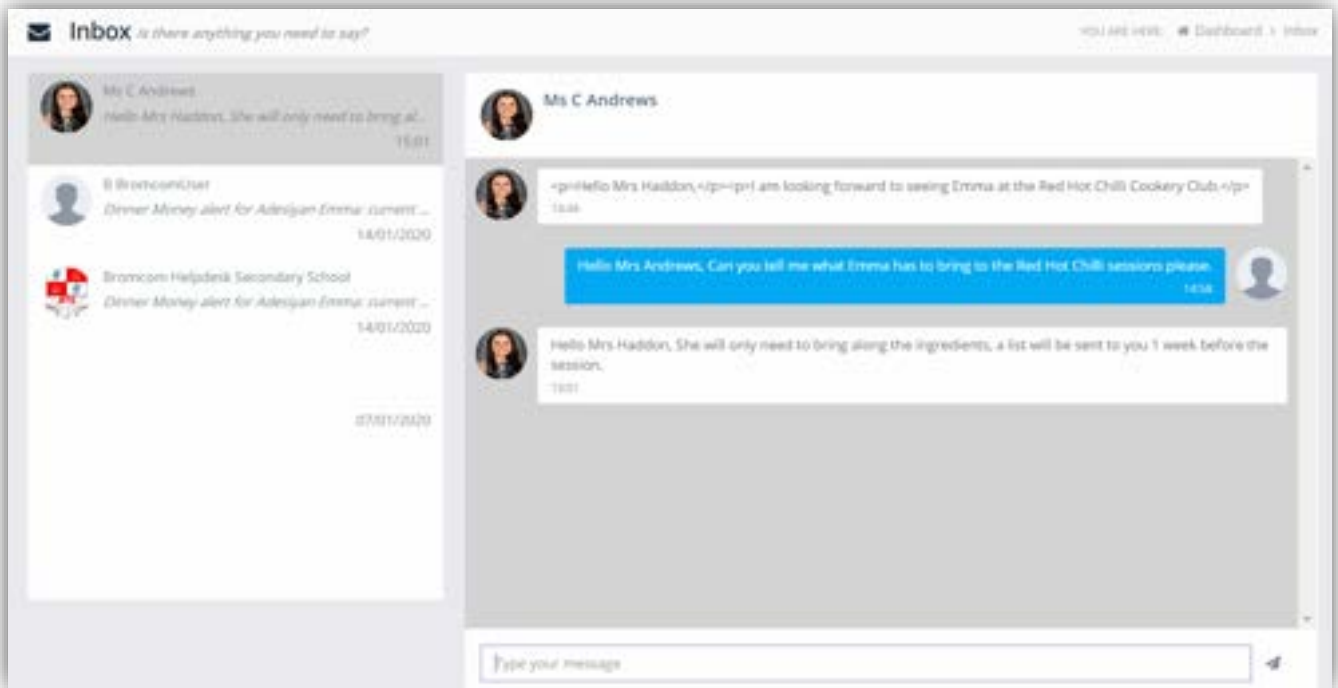 Inbox Is there anything you need to say?
YOU ARE HERE: Dashboard > Inbox
Ms C Andrews
Hello Mrs Haddon, She will only need to bring al...
15:01
B BromcomUser
Dinner Money alert for Adesiyan Emma: current ...
14/01/2020
Bromcom Helpdesk Secondary School
Dinner Money alert for Adesiyan Emma: current ...
14/01/2020
07/01/2020
Ms C Andrews
<p>Hello Mrs Haddon,</p><p>I am looking forward to seeing Emma at the Red Hot Chilli Cookery Club.</p>
Hello Mrs Andrews, Can you tell me what Emma has to bring to the Red Hot Chilli sessions please.
14:58
Hello Mrs Haddon, She will only need to bring along the ingredients, a list will be sent to you 1 week before the
session.
15:01
Type your message